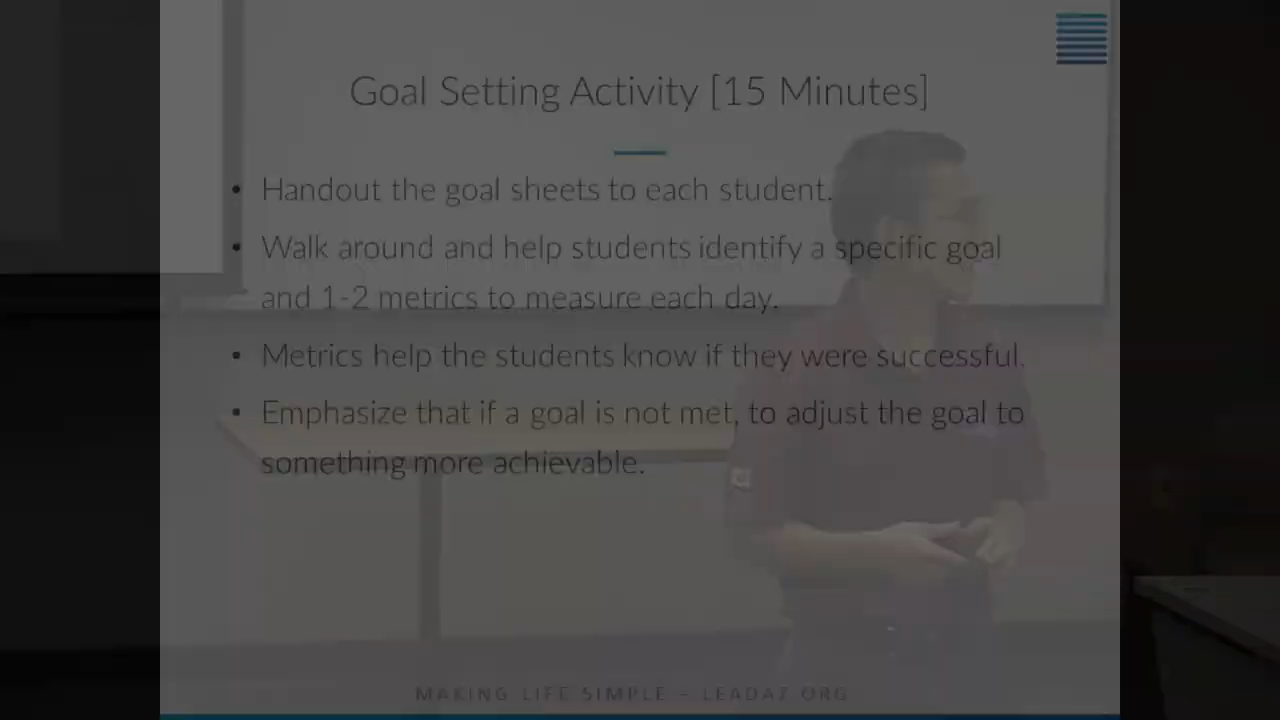 Goal Setting Activity [15 Minutes]
• Handout the goal sheets to each student.
• Walk around and help students identify a specific goal
and 1-2 metrics to measure each day.
• Metrics help the students know if they were successful.
• Emphasize that if a goal is not met, to adjust the goal to
something more achievable.
MAKING LIFE SIMPLE – LEADAZ.ORG